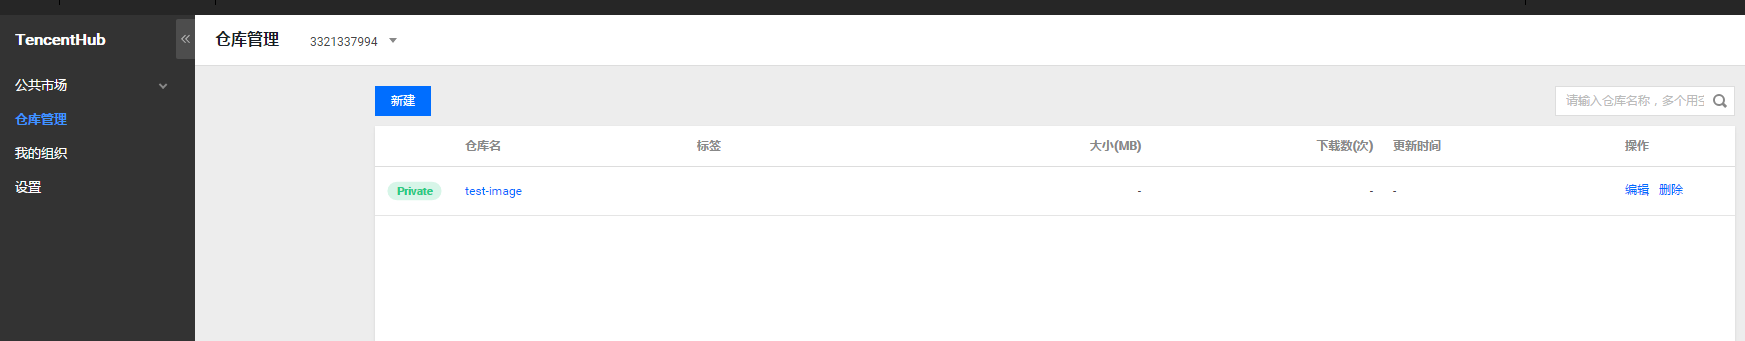 TencentHub
公共市场
仓库管理
我的组织
设置
仓库管理 3321337994
新建
请输入仓库名称，多个用
仓库名 标签 大小(MB) 下载数(次) 更新时间 操作
Private test-image - - - 编辑 删除